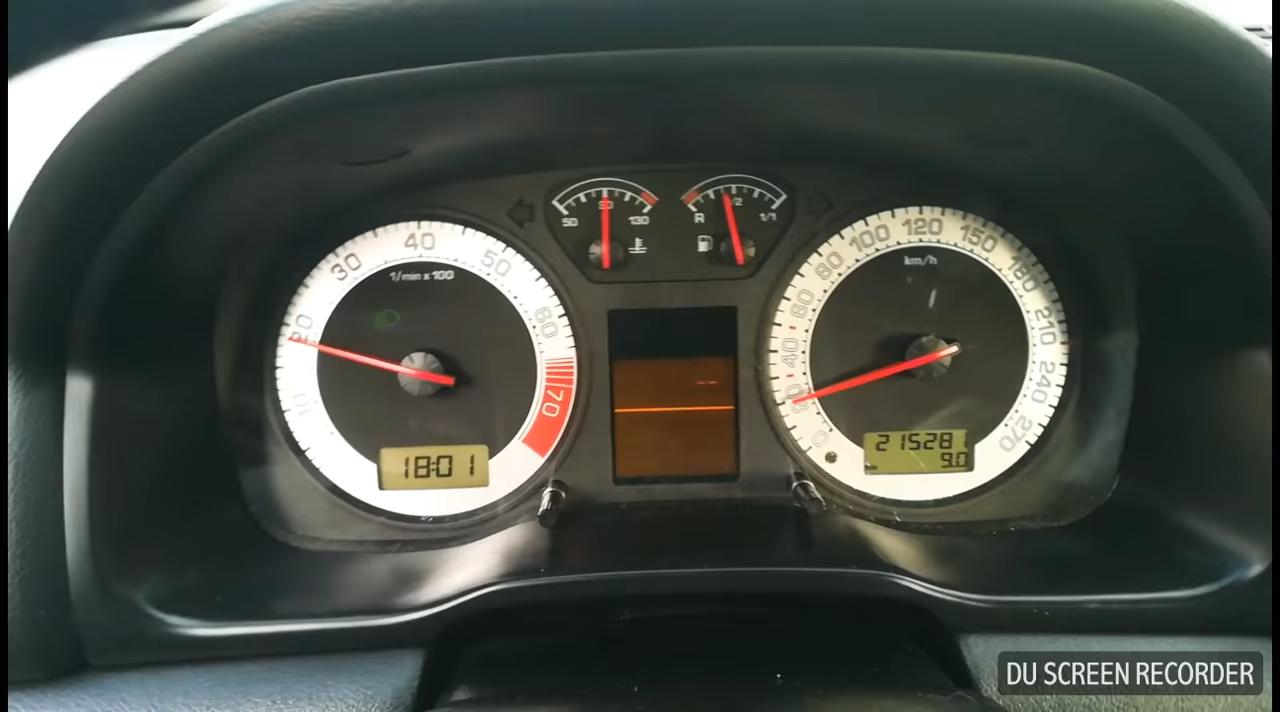 50 90 130
R 1/2 1/1
10 20 30 40 50 60 70
1/min x 100
18:01
0 20 40 60 80 100 120 150 180 210 240 270
km/h
215281
9.0
DU SCREEN RECORDER